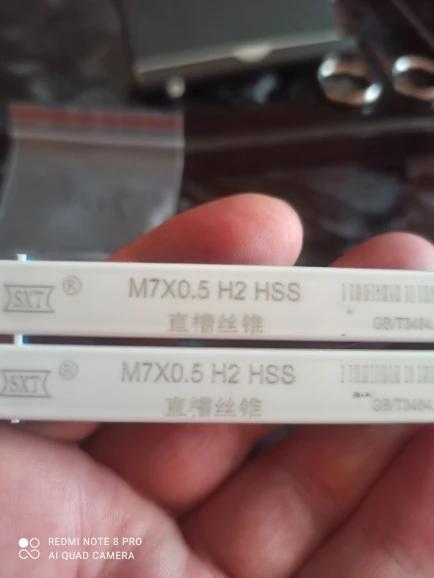 SXT ® M7X0.5 H2 HSS
直槽丝锥 GB/T3464.
SXT ® M7X0.5 H2 HSS
直槽丝锥 GB/T3464.
REDMI NOTE 8 PRO
AI QUAD CAMERA